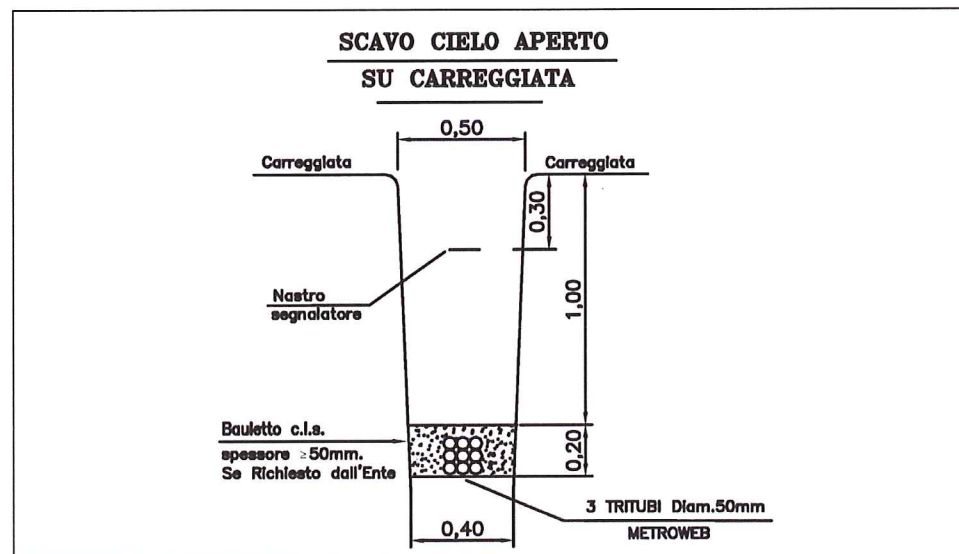 SCAVO CIELO APERTO
SU CARREGGIATA
0,50
Carreggiata
Carreggiata
0,30
Nastro
segnalatore
1,00
Bauletto c.l.s.
spessore ≥50mm.
Se Richiesto dall'Ente
0,20
3 TRITUBI Diam.50mm
METROWEB
0,40